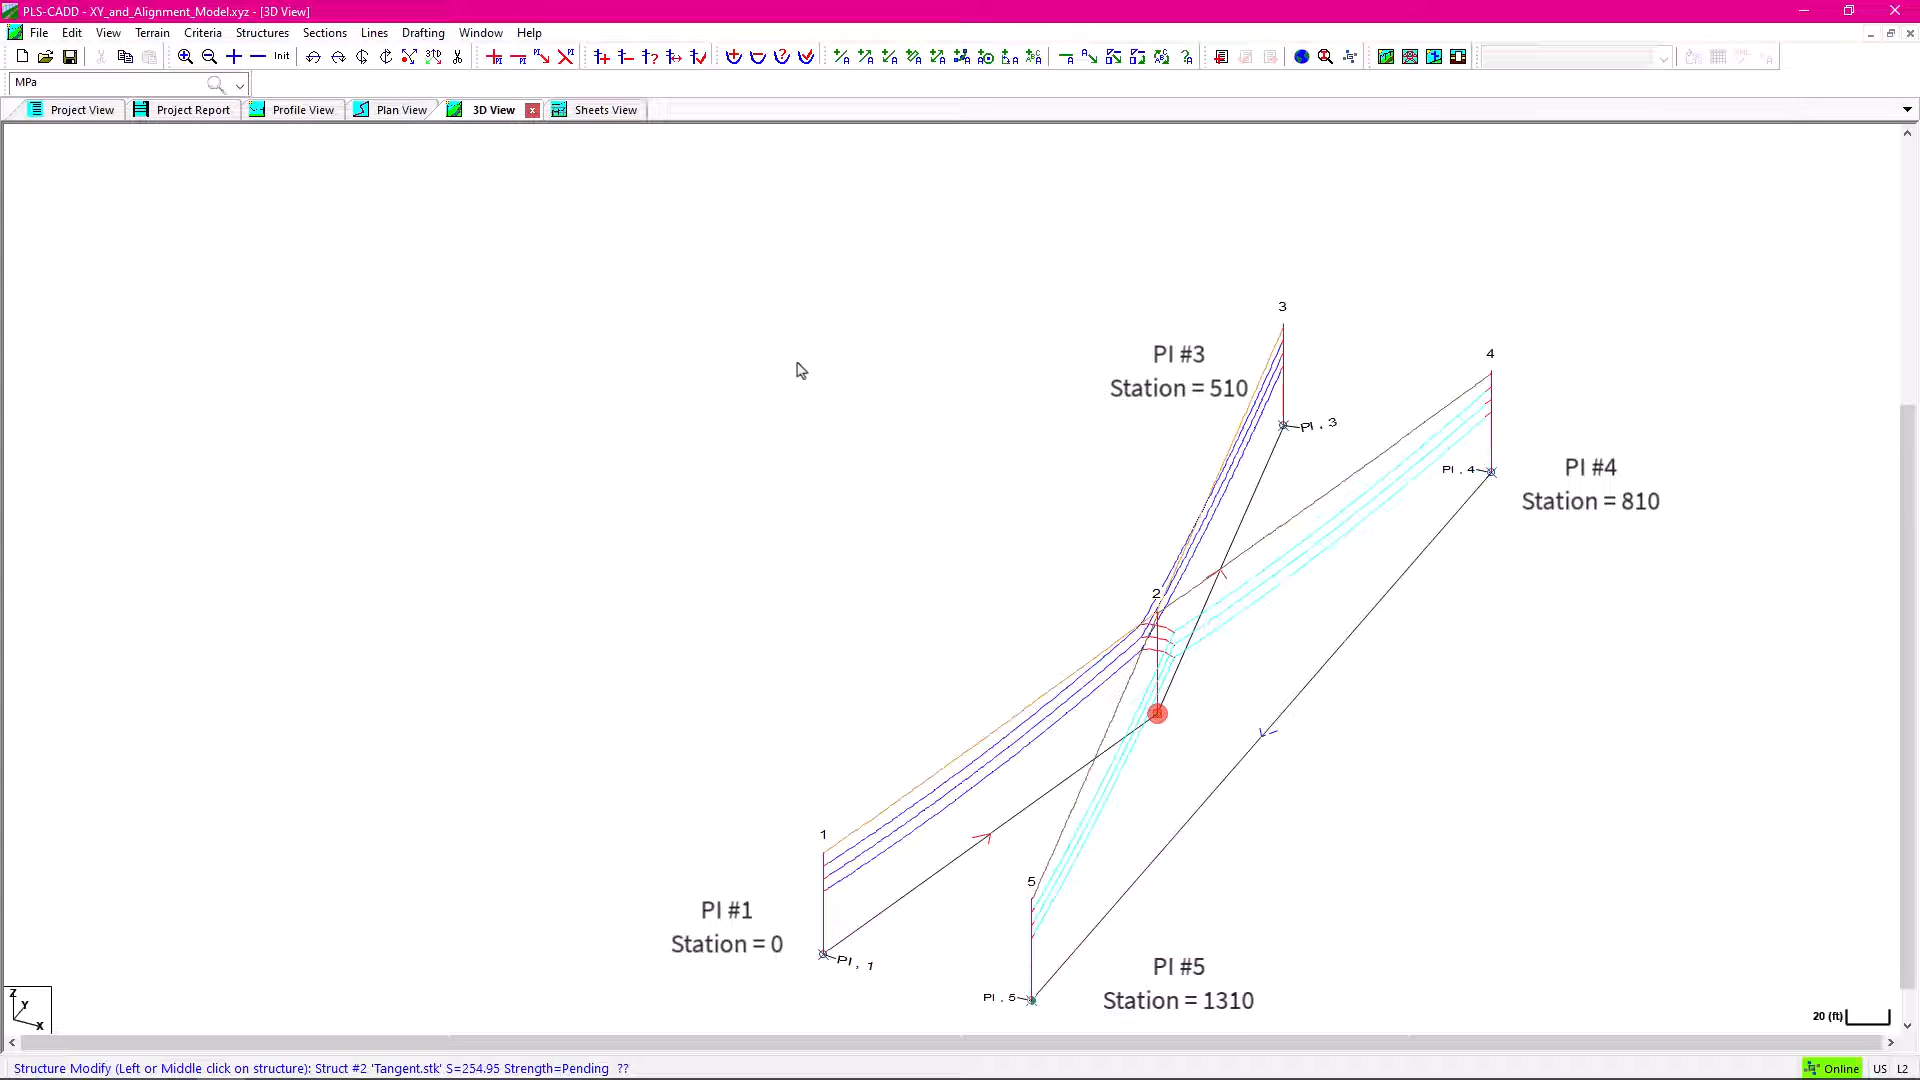 PLS-CADD - XY_and_Alignment_Model.xyz - [3D View]
File Edit View Terrain Criteria Structures Sections Lines Drafting Window Help
Init
MPa
Project View Project Report Profile View Plan View 3D View Sheets View
3
PI #3
Station = 510
4
PI . 3
PI . 4
PI #4
Station = 810
2
1
5
PI #1
Station = 0
PI . 1
PI #5
Station = 1310
PI . 5
Z
Y
X
20 (ft)
Structure Modify (Left or Middle click on structure): Struct #2 'Tangent.stk' S=254.95 Strength=Pending ??
Online US L2